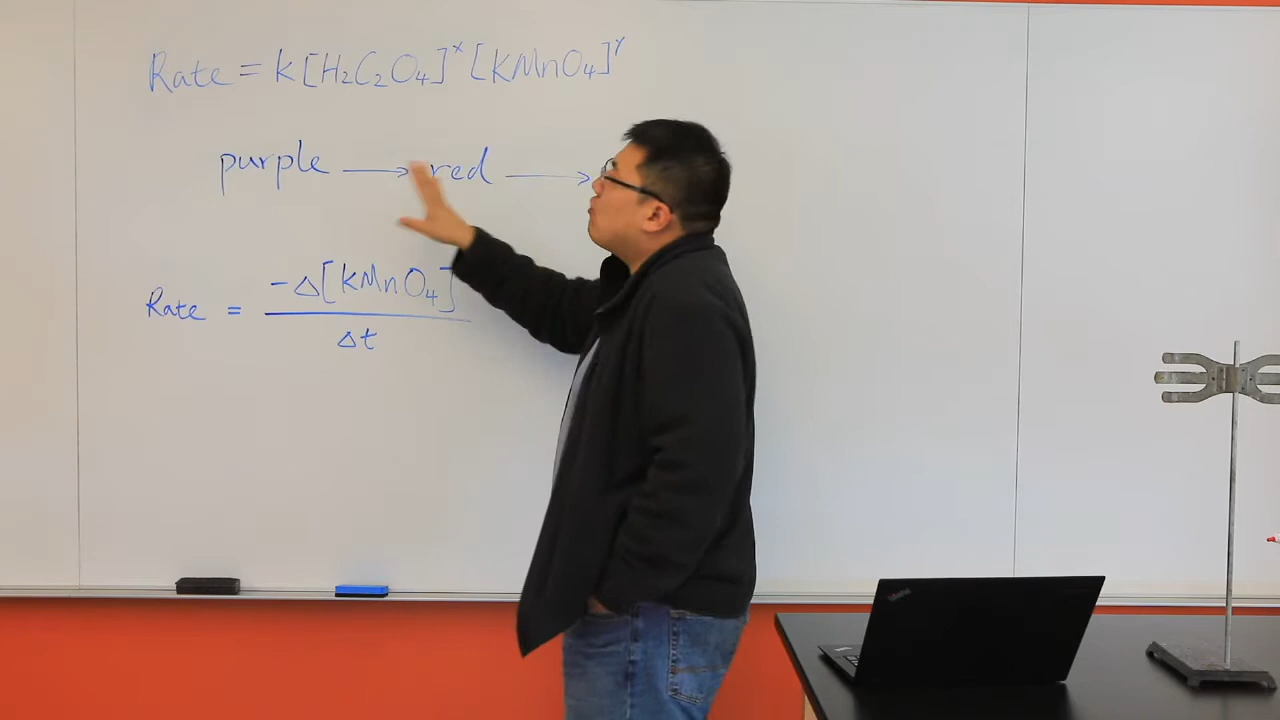 Rate = k[H₂C₂O₄]ˣ [KMnO₄]ʸ
purple → red →
Rate = -Δ[KMnO₄] / Δt